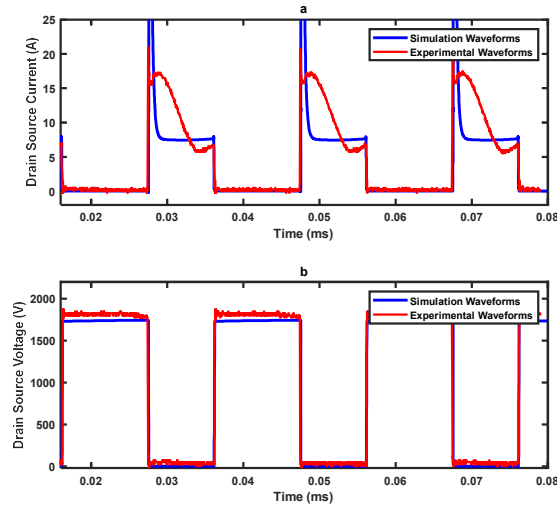 a
25
20
15
10
5
0
Drain Source Current (A)
Simulation Waveforms
Experimental Waveforms
0.02 0.03 0.04 0.05 0.06 0.07 0.08
Time (ms)
b
2000
1500
1000
500
0
Drain Source Voltage (V)
Simulation Waveforms
Experimental Waveforms
0.02 0.03 0.04 0.05 0.06 0.07 0.08
Time (ms)